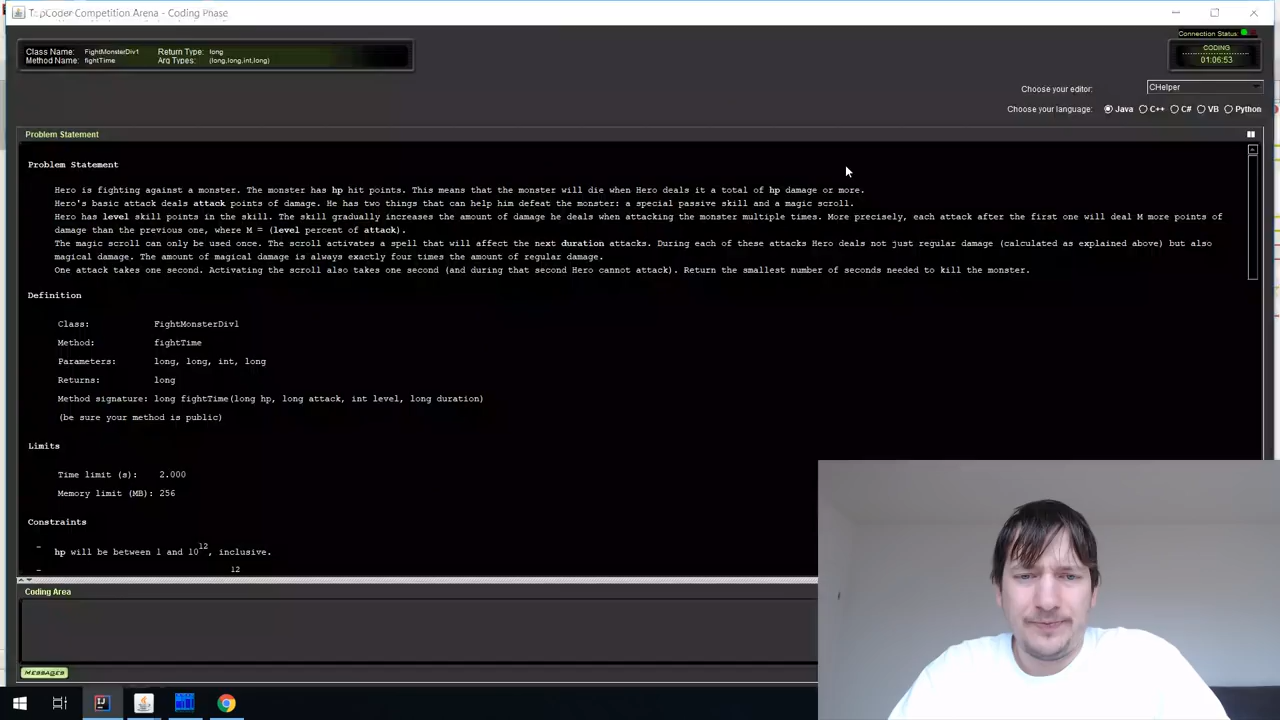 TopCoder Competition Arena - Coding Phase
Connection Status
Class Name: FightMonsterDiv1 Return Type: long
Method Name: fightTime Arg Types: (long,long,int,long)
CODING
01:06:53
Choose your editor: CHelper
Choose your language: Java C++ C# VB Python
Problem Statement
Problem Statement
Hero is fighting against a monster. The monster has hp hit points. This means that the monster will die when Hero deals it a total of hp damage or more.
Hero's basic attack deals attack points of damage. He has two things that can help him defeat the monster: a special passive skill and a magic scroll.
Hero has level skill points in the skill. The skill gradually increases the amount of damage he deals when attacking the monster multiple times. More precisely, each attack after the first one will deal M more points of
damage than the previous one, where M = (level percent of attack).
The magic scroll can only be used once. The scroll activates a spell that will affect the next duration attacks. During each of these attacks Hero deals not just regular damage (calculated as explained above) but also
magical damage. The amount of magical damage is always exactly four times the amount of regular damage.
One attack takes one second. Activating the scroll also takes one second (and during that second Hero cannot attack). Return the smallest number of seconds needed to kill the monster.
Definition
Class: FightMonsterDiv1
Method: fightTime
Parameters: long, long, int, long
Returns: long
Method signature: long fightTime(long hp, long attack, int level, long duration)
(be sure your method is public)
Limits
Time limit (s): 2.000
Memory limit (MB): 256
Constraints
- hp will be between 1 and 10^12, inclusive.
- 12
Coding Area
MESSAGES